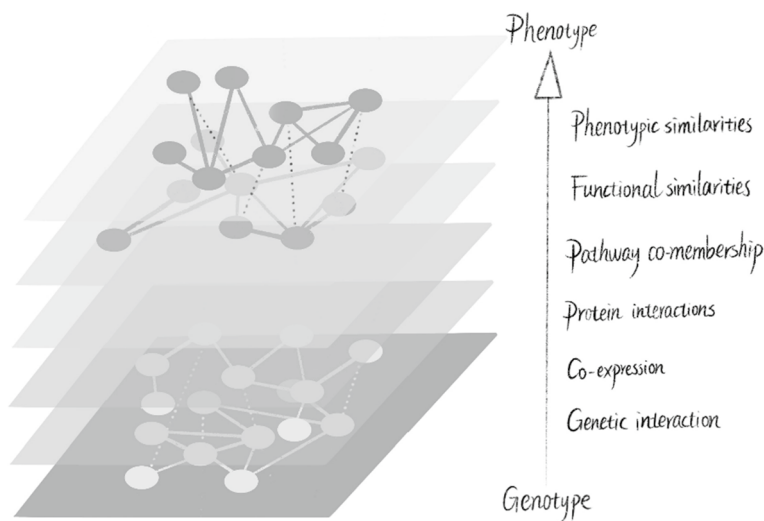 Phenotype
Phenotypic similarities
Functional similarities
Pathway co-membership
Protein interactions
Co-expression
Genetic interaction
Genotype